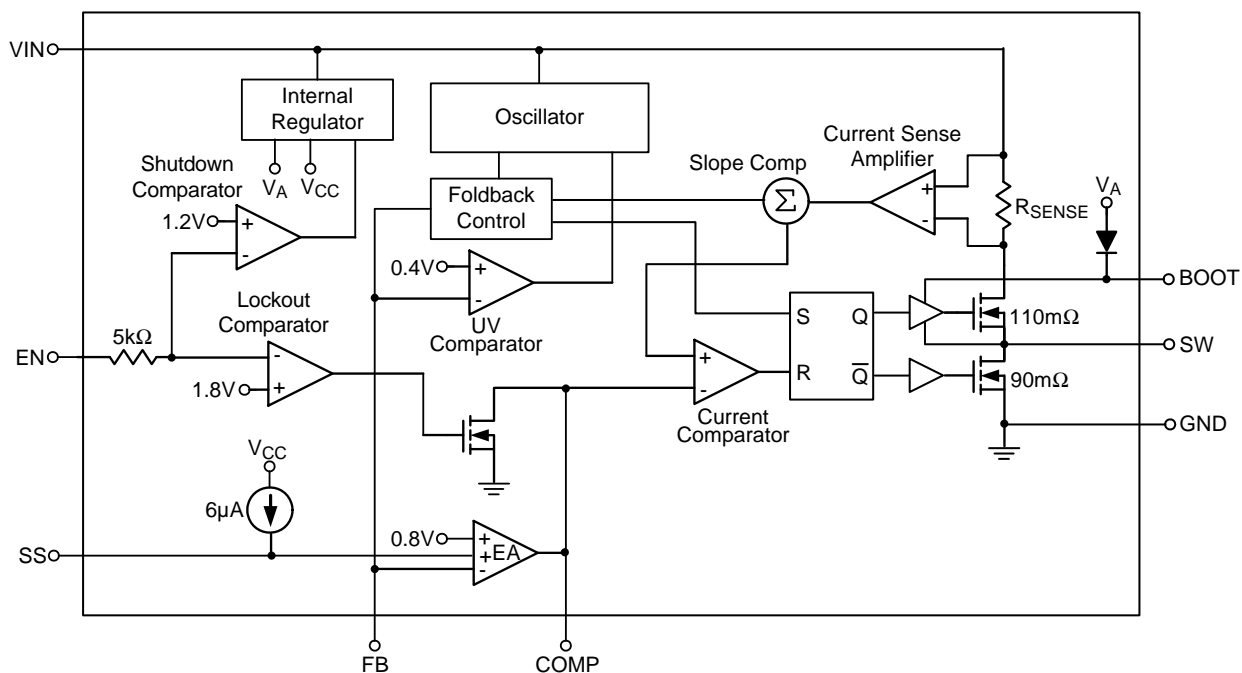 VIN
Internal
Regulator
Oscillator
Shutdown
Comparator
VA
VCC
Foldback
Control
Slope Comp
Σ
Current Sense
Amplifier
+
-
RSENSE
VA
1.2V
+
-
0.4V
+
-
UV
Comparator
BOOT
Lockout
Comparator
5kΩ
EN
-
+
1.8V
S
Q
R
Q̅
110mΩ
SW
90mΩ
+
-
Current
Comparator
GND
VCC
6µA
SS
0.8V
+
+
-
EA
FB
COMP